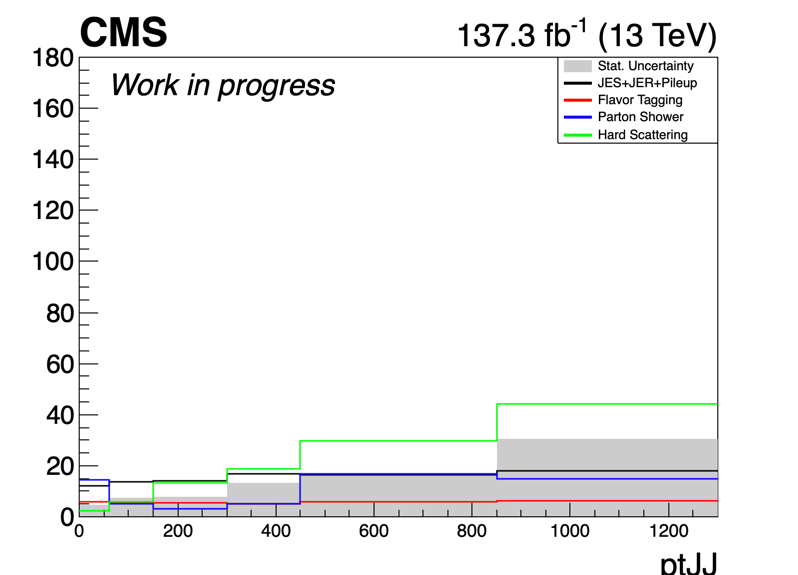 CMS 137.3 fb-1 (13 TeV)
Work in progress
Stat. Uncertainty
JES+JER+Pileup
Flavor Tagging
Parton Shower
Hard Scattering
180
160
140
120
100
80
60
40
20
0
0 200 400 600 800 1000 1200
ptJJ